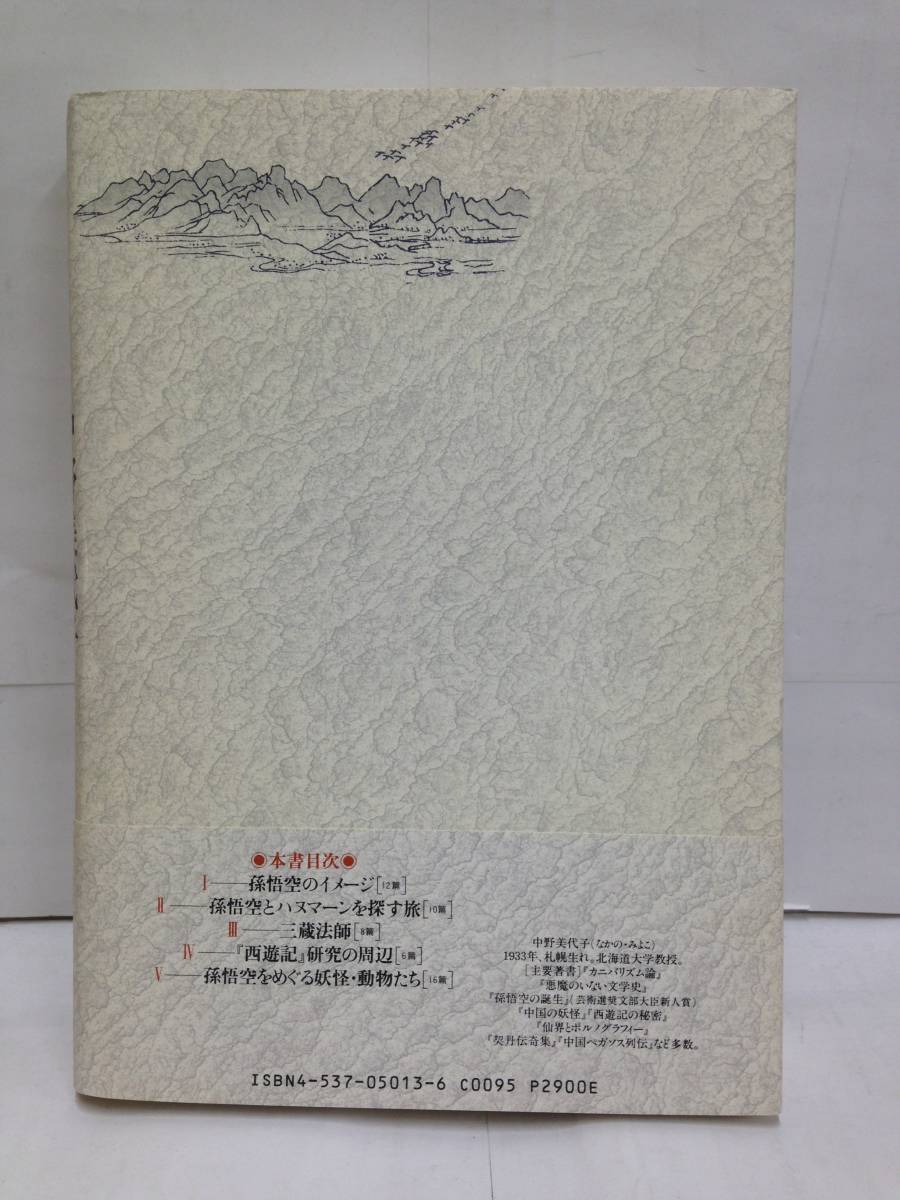 ◉本書目次◉
Ⅰ――孫悟空のイメージ[12篇]
Ⅱ――孫悟空とハヌマーンを探す旅[10篇]
Ⅲ――三蔵法師[8篇]
Ⅳ――『西遊記』研究の周辺[6篇]
Ⅴ――孫悟空をめぐる妖怪・動物たち[16篇]
中野美代子(なかの・みよこ)
1933年、札幌生れ。北海道大学教授。
[主要著書]『カニバリズム論』
『悪魔のいない文学史』
『孫悟空の誕生』(芸術選奨文部大臣新人賞)
『中国の妖怪』『西遊記の秘密』
『仙界とポルノグラフィー』
『契丹伝奇集』『中国ペガソス列伝』など多数。
ISBN4-537-05013-6 C0095 P2900E